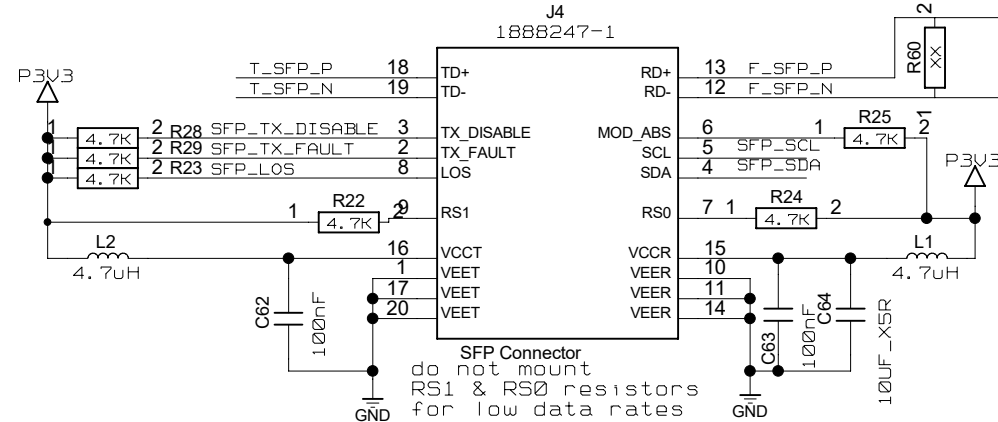 J4
1888247-1
P3V3
T_SFP_P 18 TD+
T_SFP_N 19 TD-
1 4.7K 2 R28 SFP_TX_DISABLE 3 TX_DISABLE
1 4.7K 2 R29 SFP_TX_FAULT 2 TX_FAULT
4.7K 2 R23 SFP_LOS 8 LOS
1 R22 4.7K 2 9 RS1
L2
4.7uH
16 VCCT
1 VEET
17 VEET
20 VEET
C62
100nF
GND
RD+ 13 F_SFP_P
RD- 12 F_SFP_N
2
R60
XX
1
MOD_ABS 6 1 R25 4.7K 2
SCL 5 SFP_SCL
SDA 4 SFP_SDA
P3V3
RS0 7 1 R24 4.7K 2
VCCR 15
L1
4.7uH
VEER 10
VEER 11
VEER 14
C63
100nF
C64
10UF_X5R
GND
SFP Connector
do not mount
RS1 & RS0 resistors
for low data rates